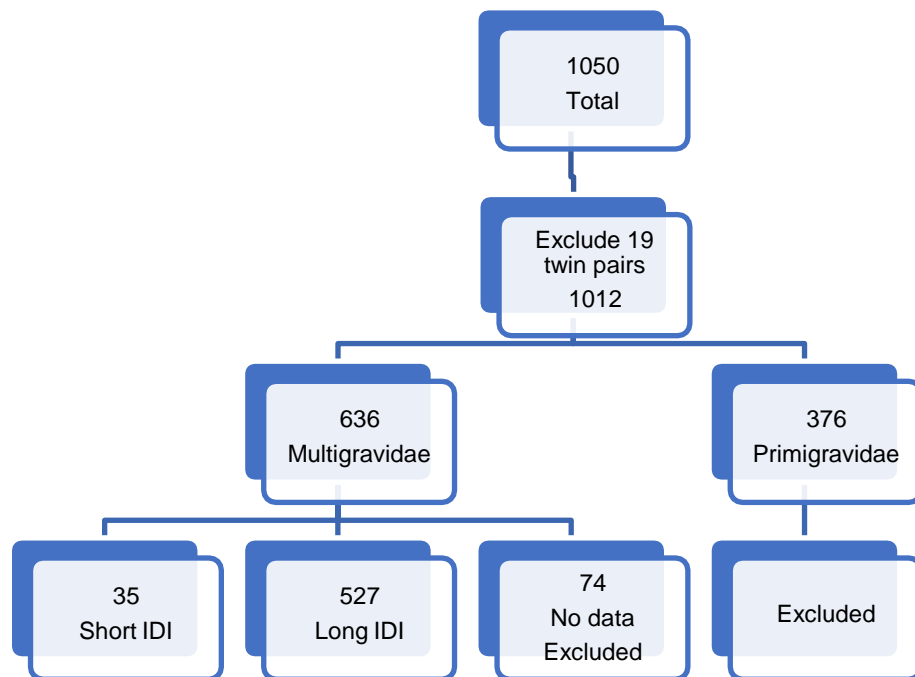 1050
Total
Exclude 19
twin pairs
1012
636
Multigravidae
376
Primigravidae
35
Short IDI
527
Long IDI
74
No data
Excluded
Excluded